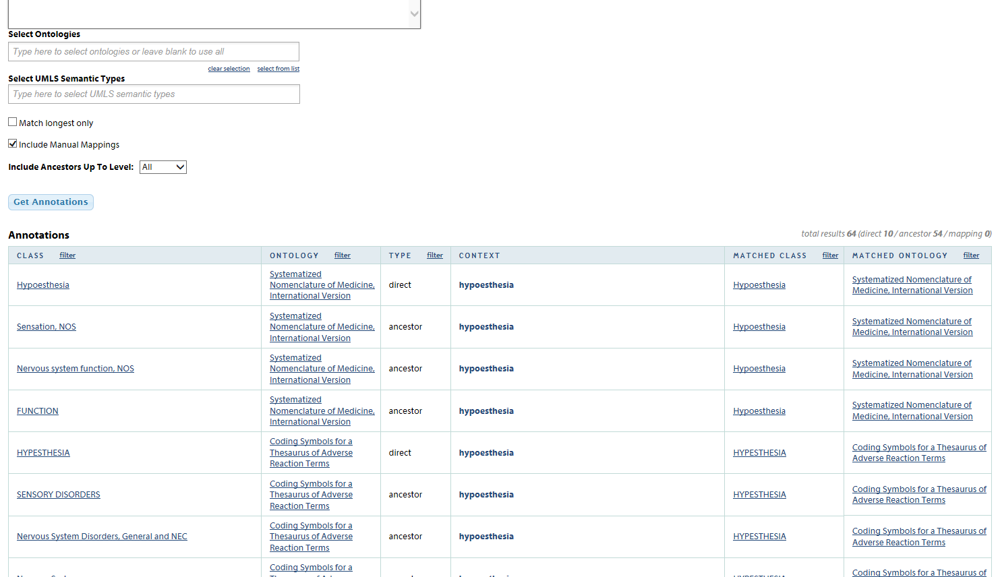 Select Ontologies
Type here to select ontologies or leave blank to use all
clear selection select from list
Select UMLS Semantic Types
Type here to select UMLS semantic types
Match longest only
Include Manual Mappings
Include Ancestors Up To Level: All
Get Annotations
Annotations
total results 64 (direct 10 / ancestor 54 / mapping 0)
CLASS filter ONTOLOGY filter TYPE filter CONTEXT MATCHED CLASS filter MATCHED ONTOLOGY filter
Hypoesthesia
Systematized
Nomenclature of Medicine,
International Version
direct
hypoesthesia
Hypoesthesia
Systematized Nomenclature of
Medicine, International Version
Sensation, NOS
Systematized
Nomenclature of Medicine,
International Version
ancestor
hypoesthesia
Hypoesthesia
Systematized Nomenclature of
Medicine, International Version
Nervous system function, NOS
Systematized
Nomenclature of Medicine,
International Version
ancestor
hypoesthesia
Hypoesthesia
Systematized Nomenclature of
Medicine, International Version
FUNCTION
Systematized
Nomenclature of Medicine,
International Version
ancestor
hypoesthesia
Hypoesthesia
Systematized Nomenclature of
Medicine, International Version
HYPESTHESIA
Coding Symbols for a
Thesaurus of Adverse
Reaction Terms
direct
hypoesthesia
HYPESTHESIA
Coding Symbols for a Thesaurus of
Adverse Reaction Terms
SENSORY DISORDERS
Coding Symbols for a
Thesaurus of Adverse
Reaction Terms
ancestor
hypoesthesia
HYPESTHESIA
Coding Symbols for a Thesaurus of
Adverse Reaction Terms
Nervous System Disorders, General and NEC
Coding Symbols for a
Thesaurus of Adverse
Reaction Terms
ancestor
hypoesthesia
HYPESTHESIA
Coding Symbols for a Thesaurus of
Adverse Reaction Terms
Coding Symbols for a
Coding Symbols for a Thesaurus of